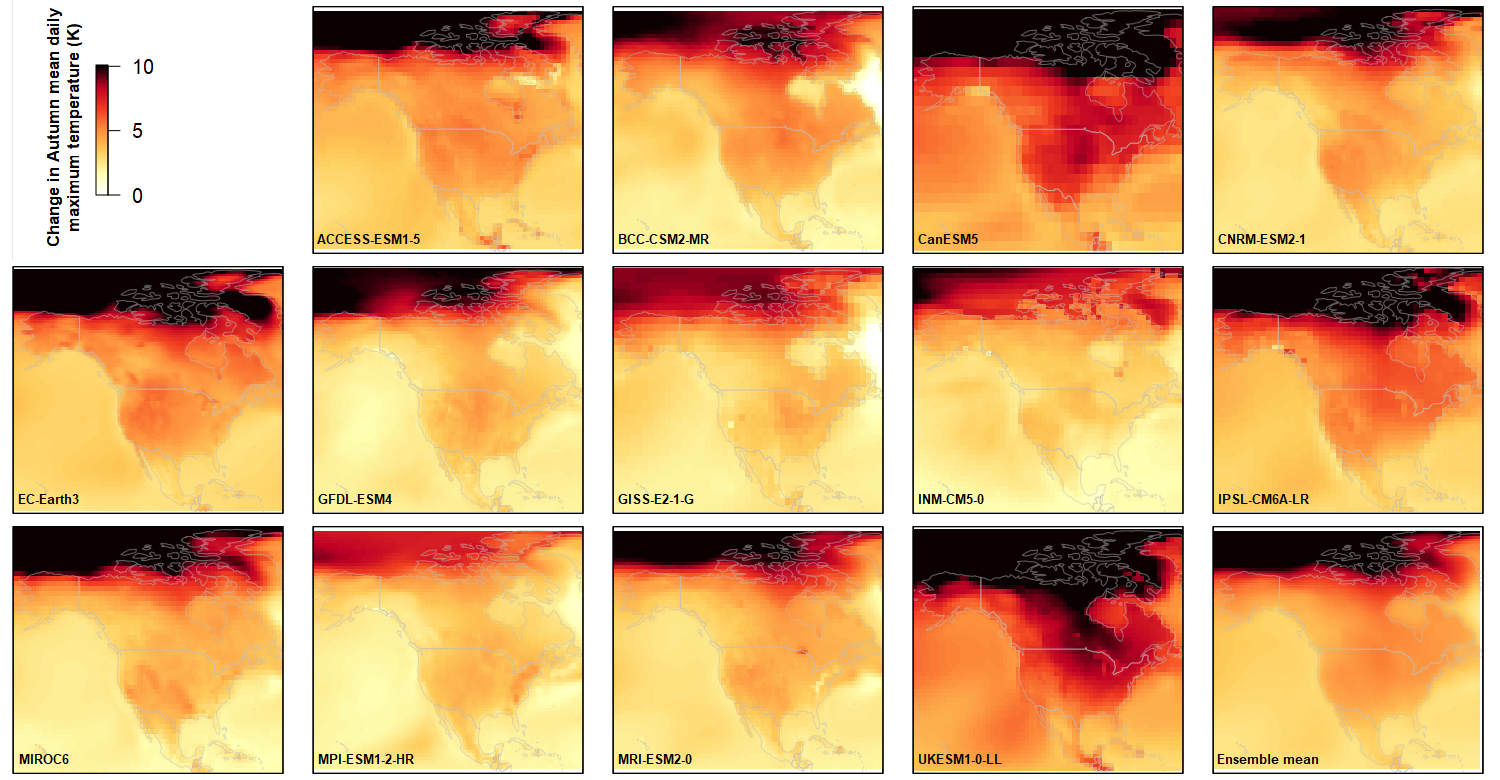 Change in Autumn mean daily
maximum temperature (K)
10
5
0
ACCESS-ESM1-5
BCC-CSM2-MR
CanESM5
CNRM-ESM2-1
EC-Earth3
GFDL-ESM4
GISS-E2-1-G
INM-CM5-0
IPSL-CM6A-LR
MIROC6
MPI-ESM1-2-HR
MRI-ESM2-0
UKESM1-0-LL
Ensemble mean